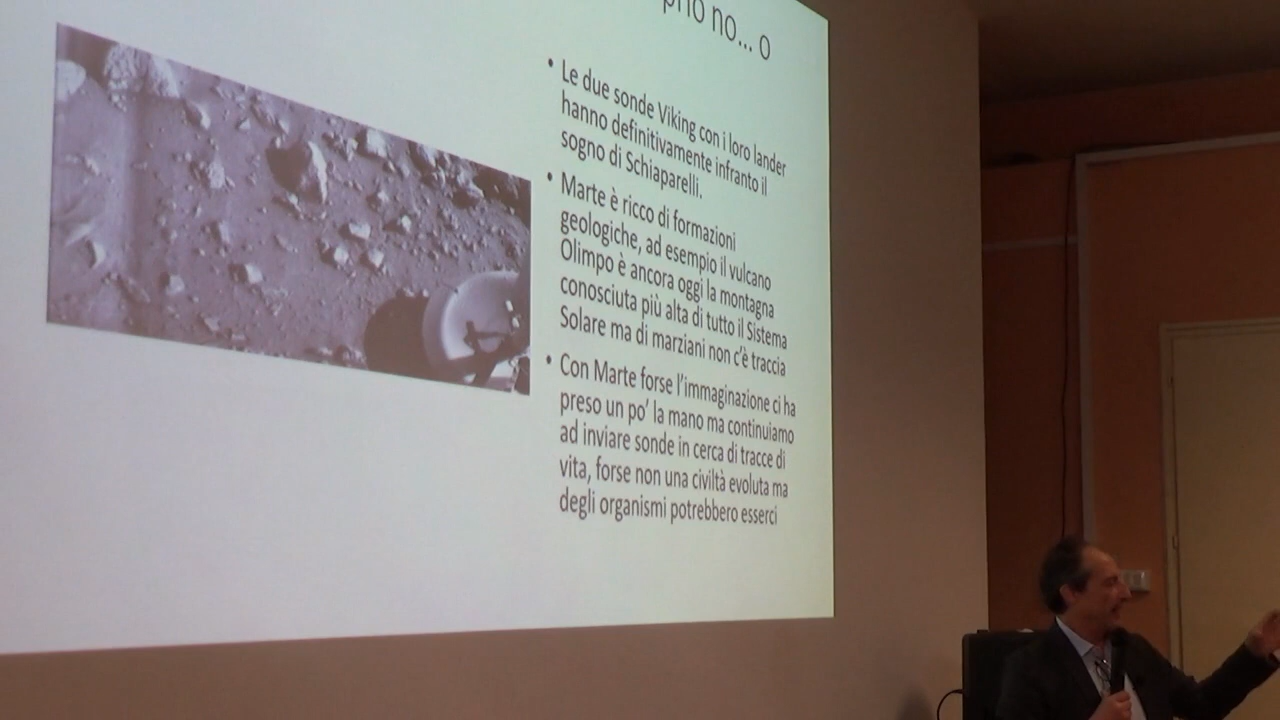 no... o
• Le due sonde Viking con i loro lander
hanno definitivamente infranto il
sogno di Schiaparelli.
• Marte è ricco di formazioni
geologiche, ad esempio il vulcano
Olimpo è ancora oggi la montagna
conosciuta più alta di tutto il Sistema
Solare ma di marziani non c'è traccia
• Con Marte forse l'immaginazione ci ha
preso un po' la mano ma continuiamo
ad inviare sonde in cerca di tracce di
vita, forse non una civiltà evoluta ma
degli organismi potrebbero esserci